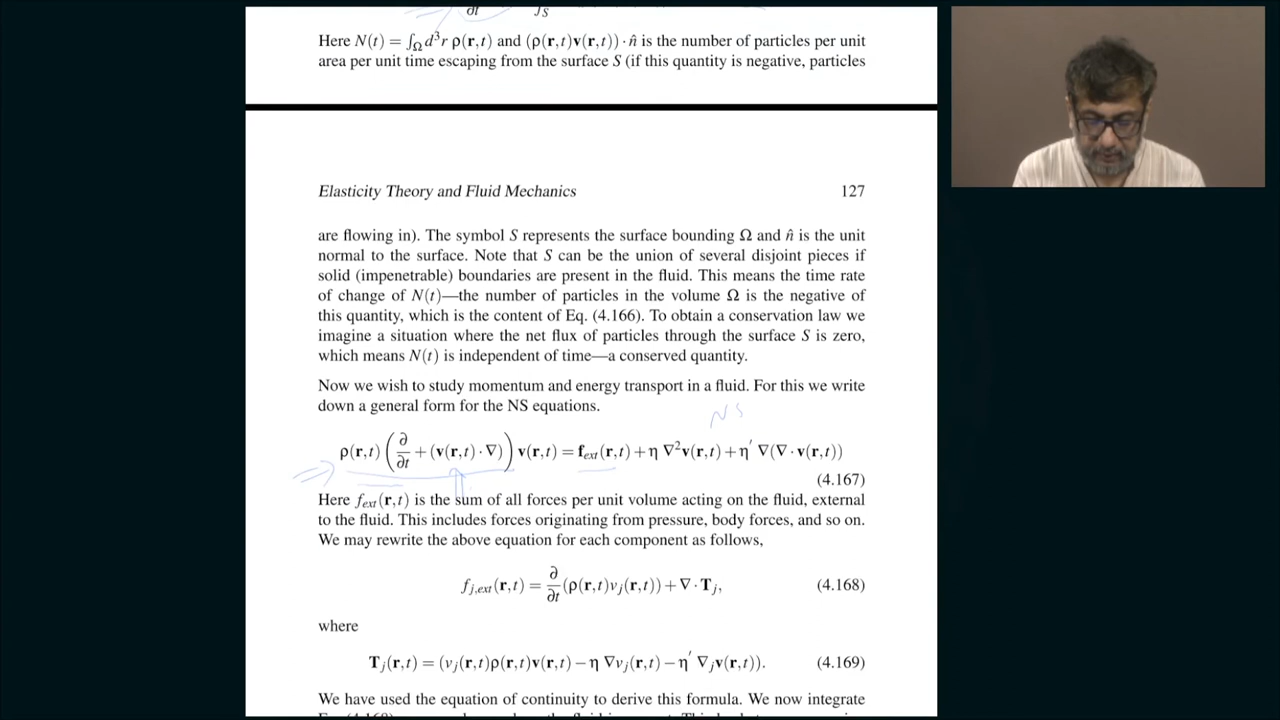 ∂t ∫S
Here N(t) = ∫Ω d³r ρ(r,t) and (ρ(r,t)v(r,t)) · n̂ is the number of particles per unit
area per unit time escaping from the surface S (if this quantity is negative, particles
Elasticity Theory and Fluid Mechanics 127
are flowing in). The symbol S represents the surface bounding Ω and n̂ is the unit
normal to the surface. Note that S can be the union of several disjoint pieces if
solid (impenetrable) boundaries are present in the fluid. This means the time rate
of change of N(t)—the number of particles in the volume Ω is the negative of
this quantity, which is the content of Eq. (4.166). To obtain a conservation law we
imagine a situation where the net flux of particles through the surface S is zero,
which means N(t) is independent of time—a conserved quantity.
Now we wish to study momentum and energy transport in a fluid. For this we write
down a general form for the NS equations.
NS
ρ(r,t) (∂/∂t + (v(r,t) · ∇)) v(r,t) = f_ext(r,t) + η ∇²v(r,t) + η′ ∇(∇ · v(r,t))
(4.167)
Here f_ext(r,t) is the sum of all forces per unit volume acting on the fluid, external
to the fluid. This includes forces originating from pressure, body forces, and so on.
We may rewrite the above equation for each component as follows,
f_j,ext(r,t) = ∂/∂t (ρ(r,t)v_j(r,t)) + ∇ · T_j, (4.168)
where
T_j(r,t) = (v_j(r,t)ρ(r,t)v(r,t) − η ∇v_j(r,t) − η′ ∇_j v(r,t)). (4.169)
We have used the equation of continuity to derive this formula. We now integrate